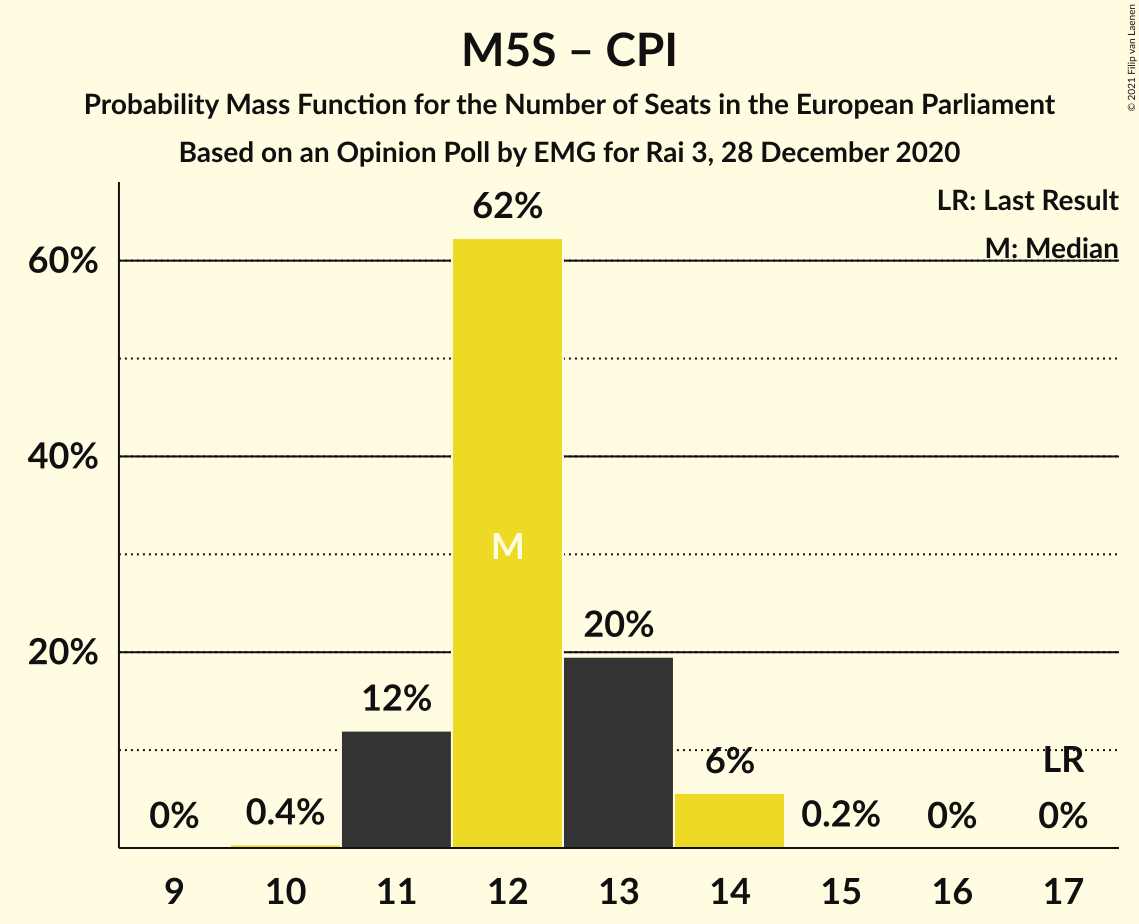 M5S – CPI
Probability Mass Function for the Number of Seats in the European Parliament
Based on an Opinion Poll by EMG for Rai 3, 28 December 2020
© 2021 Filip van Laenen
LR: Last Result
M: Median
62%
60%
40%
M
20%
20%
12%
6%
LR
0%
0.4%
0.2%
0%
0%
9 10 11 12 13 14 15 16 17